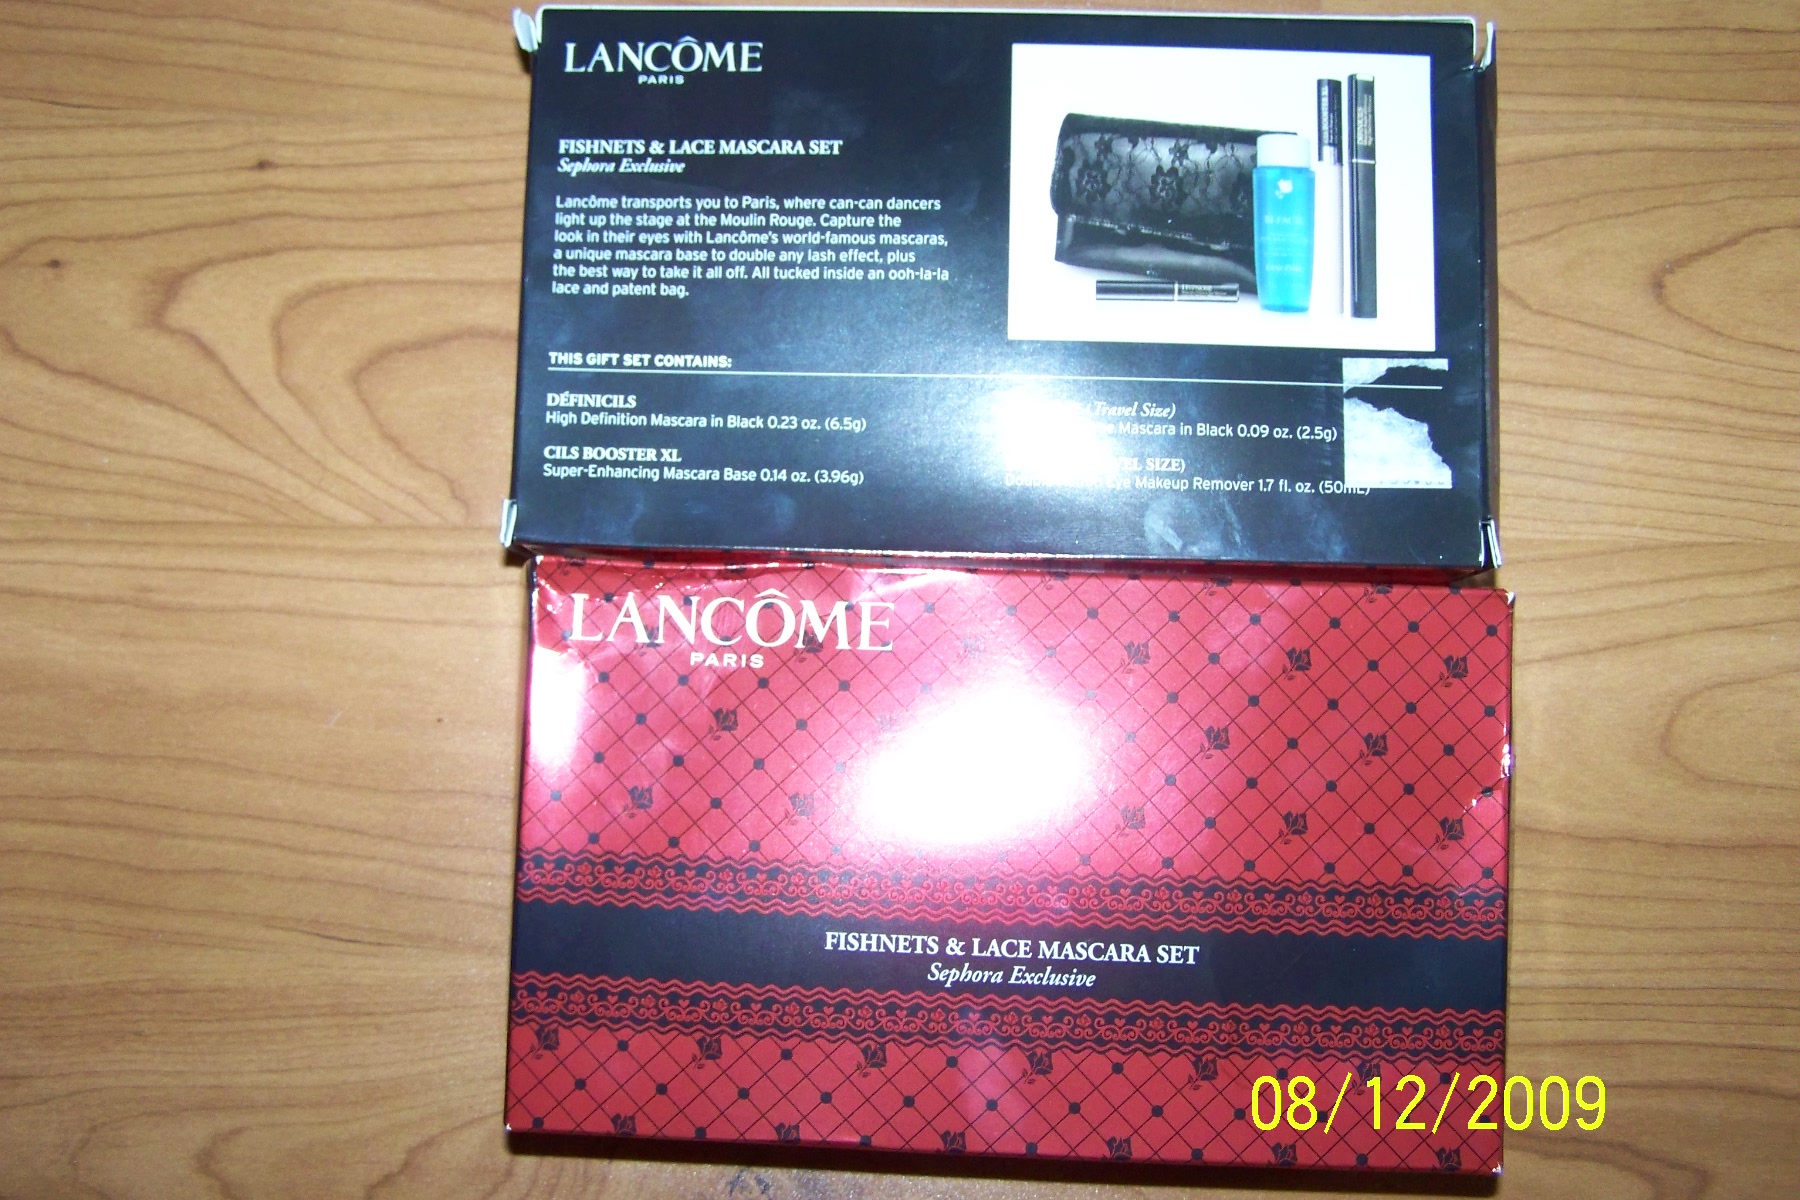 LANCÔME
PARIS
FISHNETS & LACE MASCARA SET
Sephora Exclusive
Lancôme transports you to Paris, where can-can dancers
light up the stage at the Moulin Rouge. Capture the
look in their eyes with Lancôme's world-famous mascaras,
a unique mascara base to double any lash effect, plus
the best way to take it all off. All tucked inside an ooh-la-la
lace and patent bag.
THIS GIFT SET CONTAINS:
DÉFINICILS
High Definition Mascara in Black 0.23 oz. (6.5g)
CILS BOOSTER XL
Super-Enhancing Mascara Base 0.14 oz. (3.96g)
(Travel Size)
Mascara in Black 0.09 oz. (2.5g)
SIZE)
Eye Makeup Remover 1.7 fl. oz. (50mL)
LANCÔME
PARIS
FISHNETS & LACE MASCARA SET
Sephora Exclusive
08/12/2009